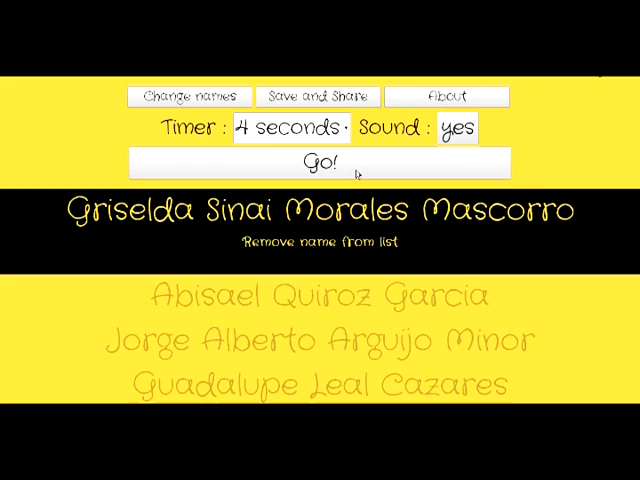 Change names Save and Share About
Timer : 4 seconds Sound : yes
Go!
Griselda Sinai Morales Mascorro
Remove name from list
Abisael Quiroz Garcia
Jorge Alberto Arguijo Minor
Guadalupe Leal Cazares